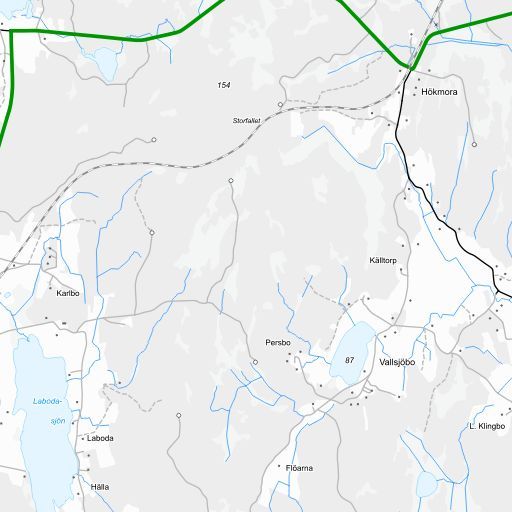 154
Hökmora
Storfallet
Källtorp
Karlbo
Persbo
87
Vallsjöbo
Laboda-
sjön
L. Klingbo
Laboda
Flöarna
Hälla